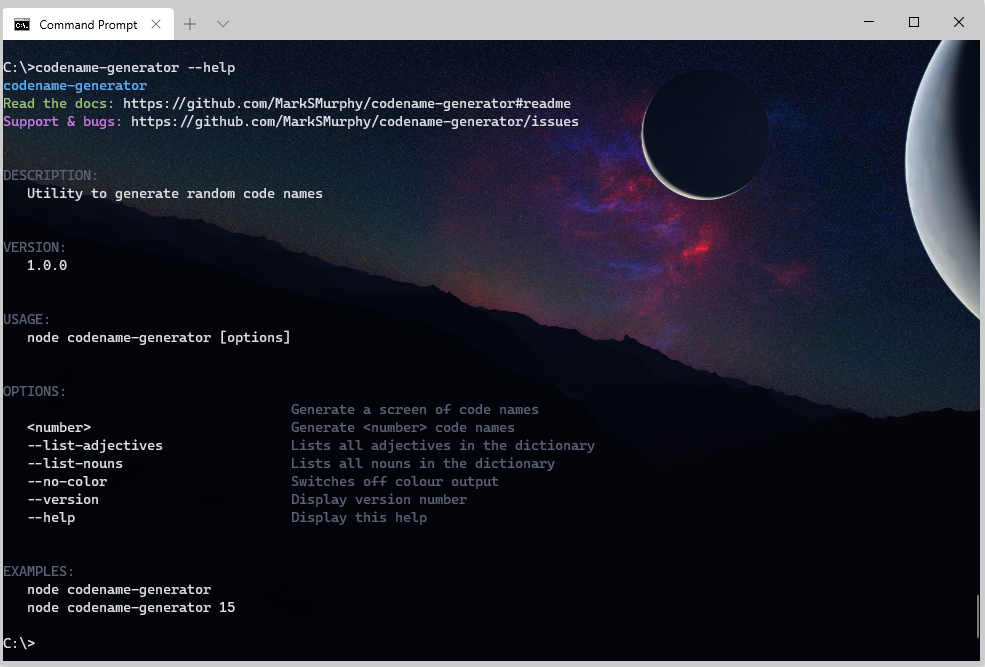 Command Prompt
C:\>codename-generator --help
codename-generator
Read the docs: https://github.com/MarkSMurphy/codename-generator#readme
Support & bugs: https://github.com/MarkSMurphy/codename-generator/issues
DESCRIPTION:
Utility to generate random code names
VERSION:
1.0.0
USAGE:
node codename-generator [options]
OPTIONS:
Generate a screen of code names
<number> Generate <number> code names
--list-adjectives Lists all adjectives in the dictionary
--list-nouns Lists all nouns in the dictionary
--no-color Switches off colour output
--version Display version number
--help Display this help
EXAMPLES:
node codename-generator
node codename-generator 15
C:\>